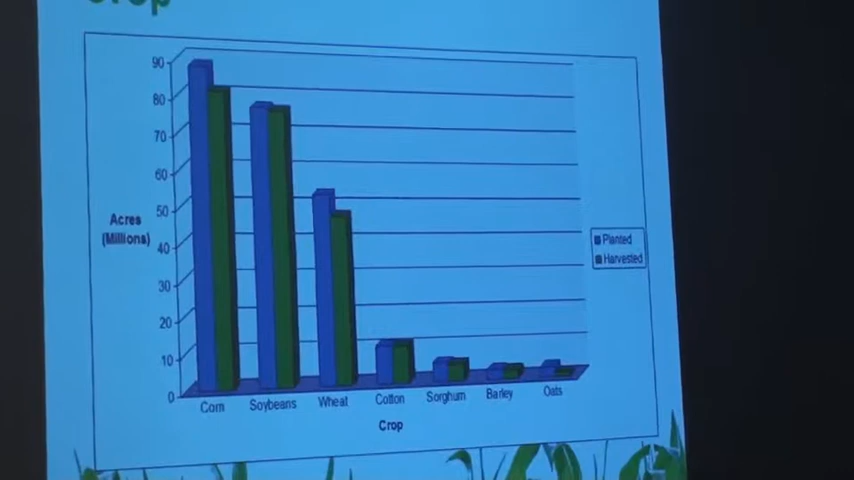 Crop
90
80
70
60
50
40
30
20
10
0
Acres
(Millions)
Planted
Harvested
Corn Soybeans Wheat Cotton Sorghum Barley Oats
Crop